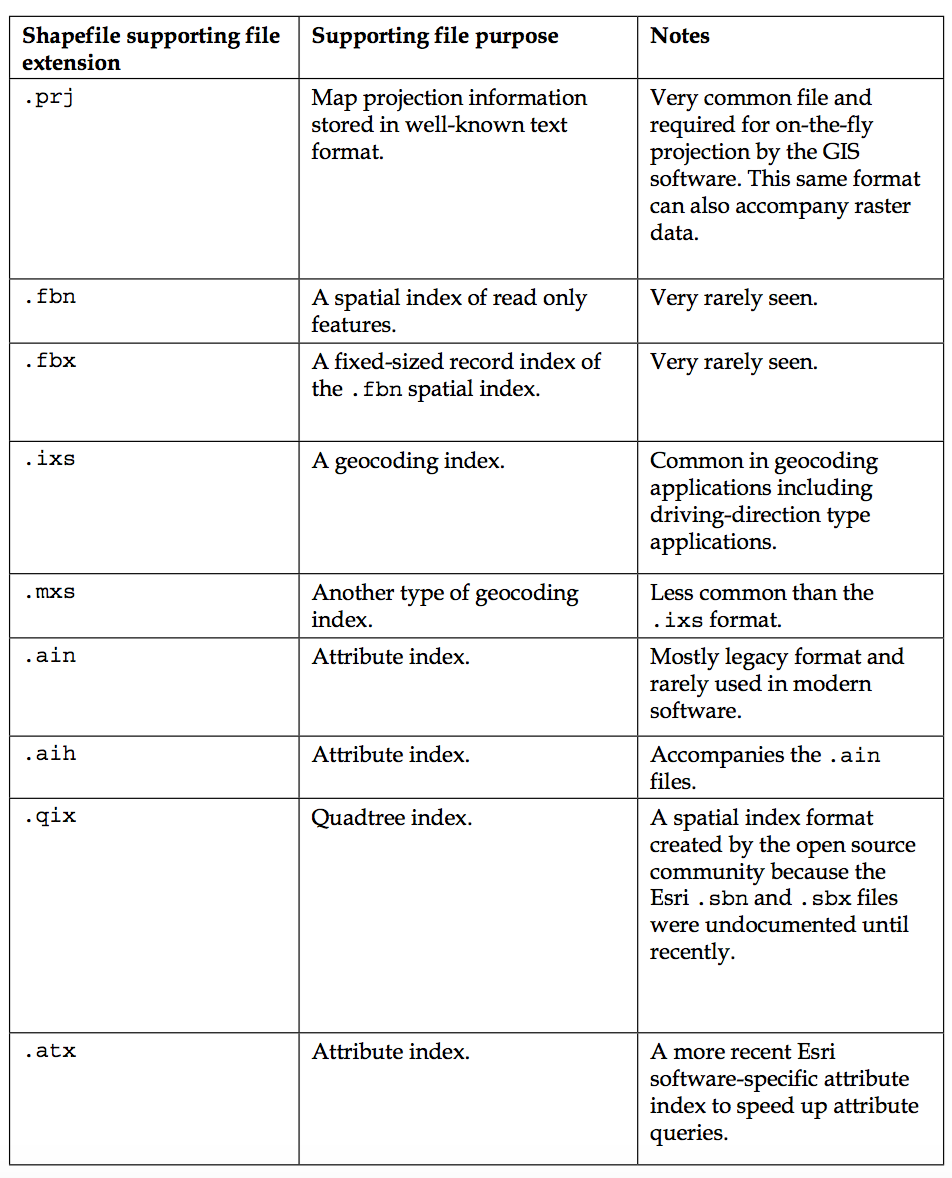 Shapefile supporting file
extension
Supporting file purpose
Notes
.prj
Map projection information
stored in well-known text
format.
Very common file and
required for on-the-fly
projection by the GIS
software. This same format
can also accompany raster
data.
.fbn
A spatial index of read only
features.
Very rarely seen.
.fbx
A fixed-sized record index of
the .fbn spatial index.
Very rarely seen.
.ixs
A geocoding index.
Common in geocoding
applications including
driving-direction type
applications.
.mxs
Another type of geocoding
index.
Less common than the
.ixs format.
.ain
Attribute index.
Mostly legacy format and
rarely used in modern
software.
.aih
Attribute index.
Accompanies the .ain
files.
.qix
Quadtree index.
A spatial index format
created by the open source
community because the
Esri .sbn and .sbx files
were undocumented until
recently.
.atx
Attribute index.
A more recent Esri
software-specific attribute
index to speed up attribute
queries.